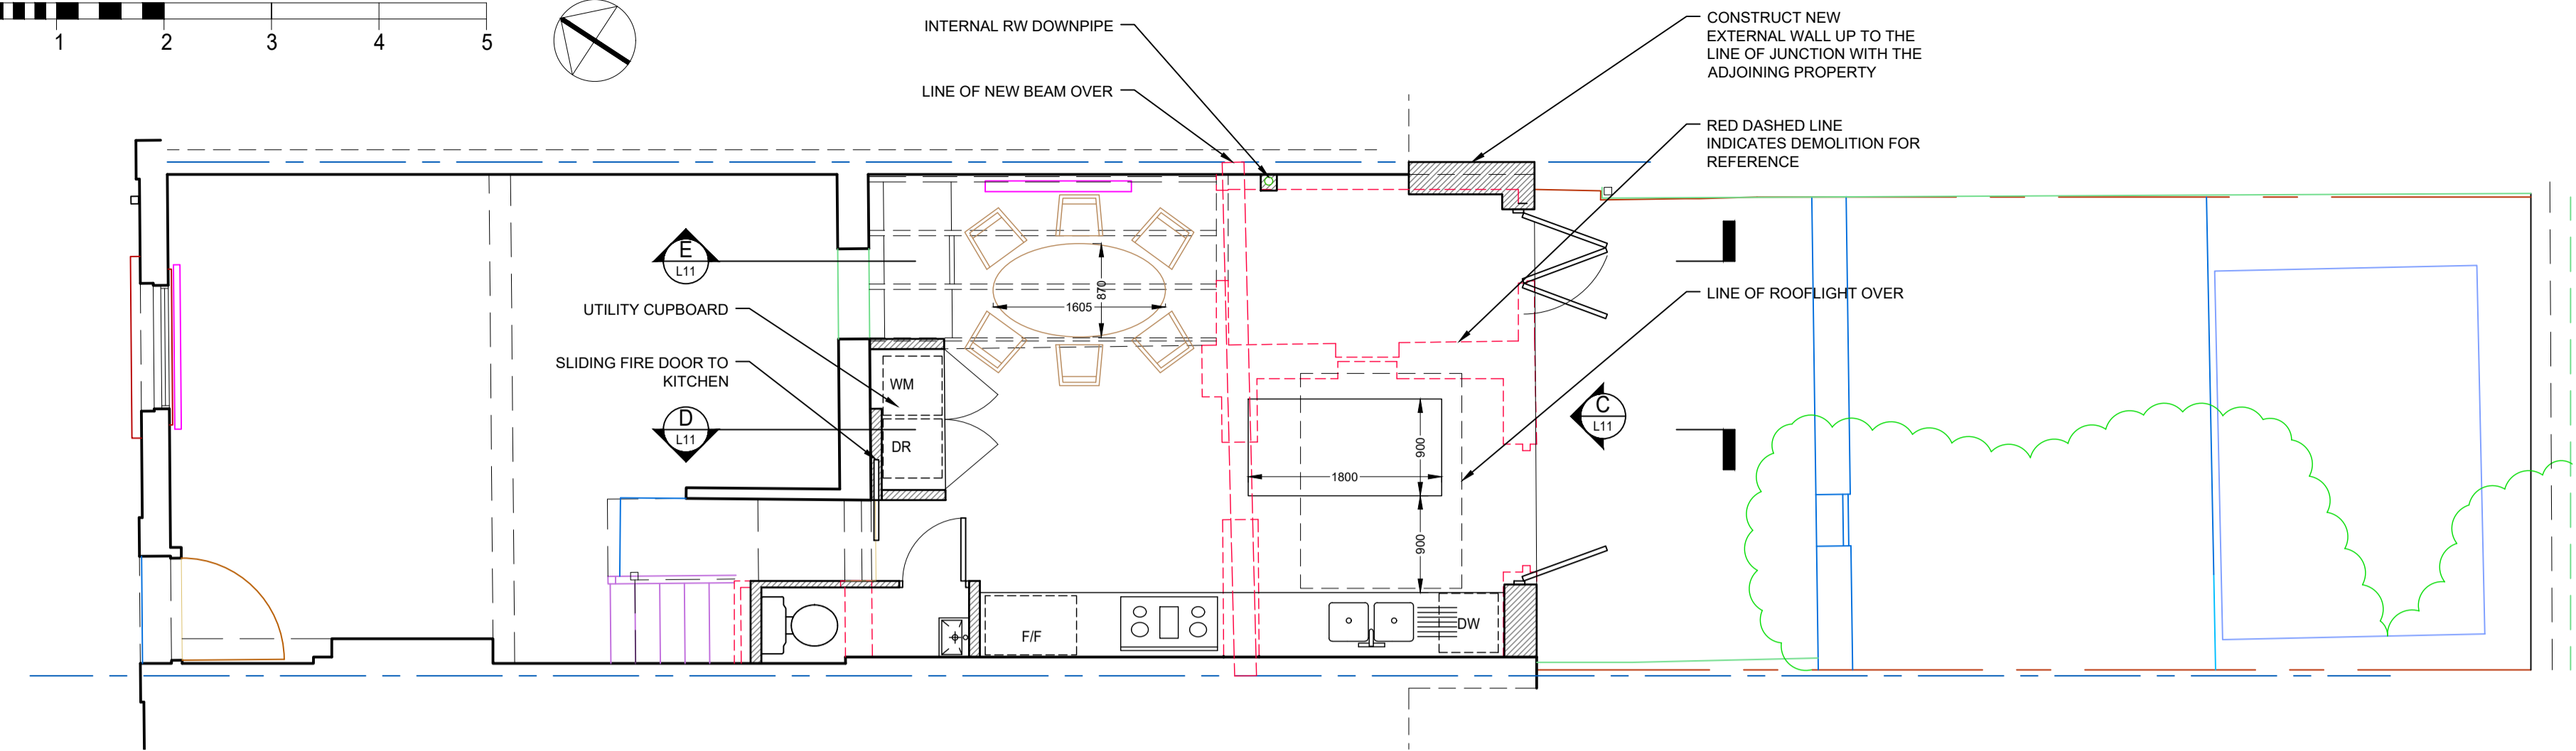 1
2
3
4
5
INTERNAL RW DOWNPIPE
LINE OF NEW BEAM OVER
CONSTRUCT NEW
EXTERNAL WALL UP TO THE
LINE OF JUNCTION WITH THE
ADJOINING PROPERTY
RED DASHED LINE
INDICATES DEMOLITION FOR
REFERENCE
E
L11
870
1605
LINE OF ROOFLIGHT OVER
UTILITY CUPBOARD
SLIDING FIRE DOOR TO
KITCHEN
WM
D
L11
DR
C
L11
900
1800
900
F/F
DW